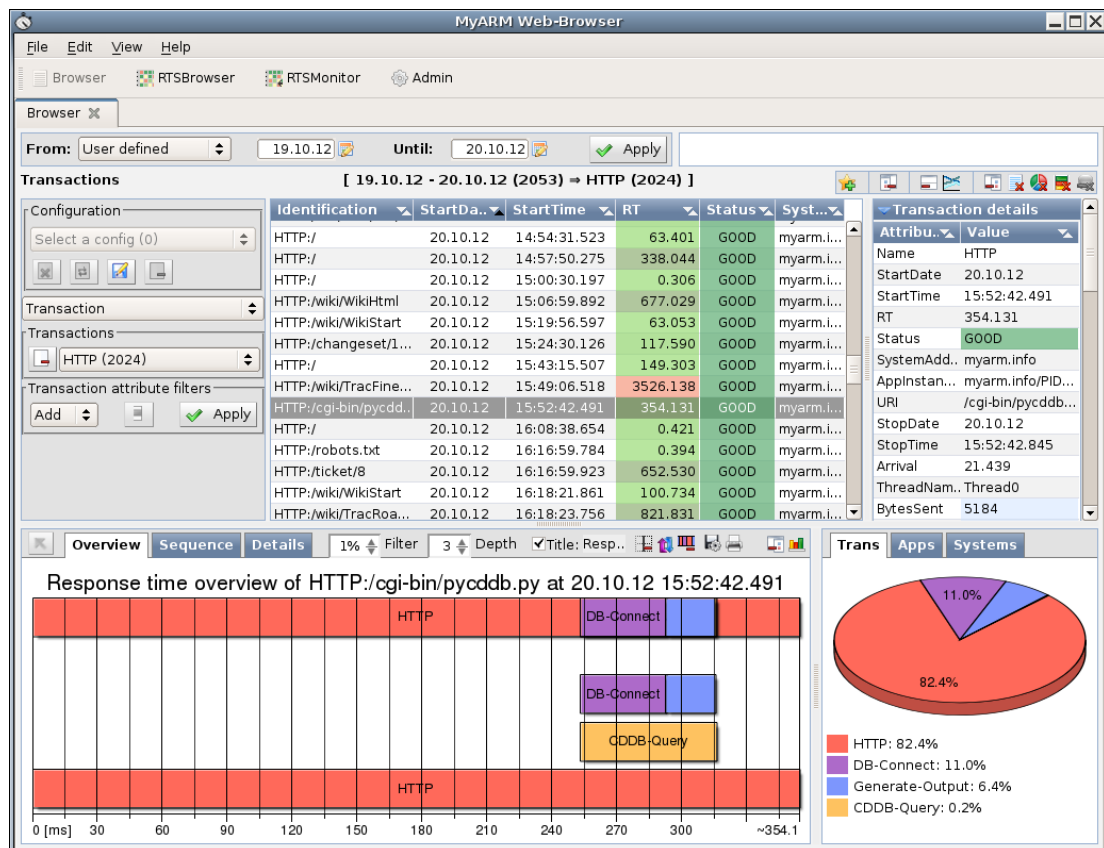 MyARM Web-Browser
File Edit View Help
Browser RTSBrowser RTSMonitor Admin
Browser
From: User defined 19.10.12 Until: 20.10.12 Apply
Transactions [ 19.10.12 - 20.10.12 (2053) ⇒ HTTP (2024) ]
Configuration
Select a config (0)
Transaction
Transactions
HTTP (2024)
Transaction attribute filters
Add Apply
Identification StartDa.. StartTime RT Status Syst...
HTTP:/ 20.10.12 14:54:31.523 63.401 GOOD myarm.i...
HTTP:/ 20.10.12 14:57:50.275 338.044 GOOD myarm.i...
HTTP:/ 20.10.12 15:00:30.197 0.306 GOOD myarm.i...
HTTP:/wiki/WikiHtml 20.10.12 15:06:59.892 677.029 GOOD myarm.i...
HTTP:/wiki/WikiStart 20.10.12 15:19:56.597 63.053 GOOD myarm.i...
HTTP:/changeset/1... 20.10.12 15:24:30.126 117.590 GOOD myarm.i...
HTTP:/ 20.10.12 15:43:15.507 149.303 GOOD myarm.i...
HTTP:/wiki/TracFine... 20.10.12 15:49:06.518 3526.138 GOOD myarm.i...
HTTP:/cgi-bin/pycdd.. 20.10.12 15:52:42.491 354.131 GOOD myarm.i...
HTTP:/ 20.10.12 16:08:38.654 0.421 GOOD myarm.i...
HTTP:/robots.txt 20.10.12 16:16:59.784 0.394 GOOD myarm.i...
HTTP:/ticket/8 20.10.12 16:16:59.923 652.530 GOOD myarm.i...
HTTP:/wiki/WikiStart 20.10.12 16:18:21.861 100.734 GOOD myarm.i...
HTTP:/wiki/TracRoa... 20.10.12 16:18:23.756 821.831 GOOD myarm.i...
Transaction details
Attribu.. Value
Name HTTP
StartDate 20.10.12
StartTime 15:52:42.491
RT 354.131
Status GOOD
SystemAdd.. myarm.info
AppInstan... myarm.info/PID...
URI /cgi-bin/pycddb...
StopDate 20.10.12
StopTime 15:52:42.845
Arrival 21.439
ThreadNam.. Thread0
BytesSent 5184
Overview Sequence Details 1% Filter 3 Depth Title: Resp..
Response time overview of HTTP:/cgi-bin/pycddb.py at 20.10.12 15:52:42.491
HTTP DB-Connect
DB-Connect
CDDB-Query
HTTP
0 [ms] 30 60 90 120 150 180 210 240 270 300 ~354.1
Trans Apps Systems
11.0%
82.4%
HTTP: 82.4%
DB-Connect: 11.0%
Generate-Output: 6.4%
CDDB-Query: 0.2%